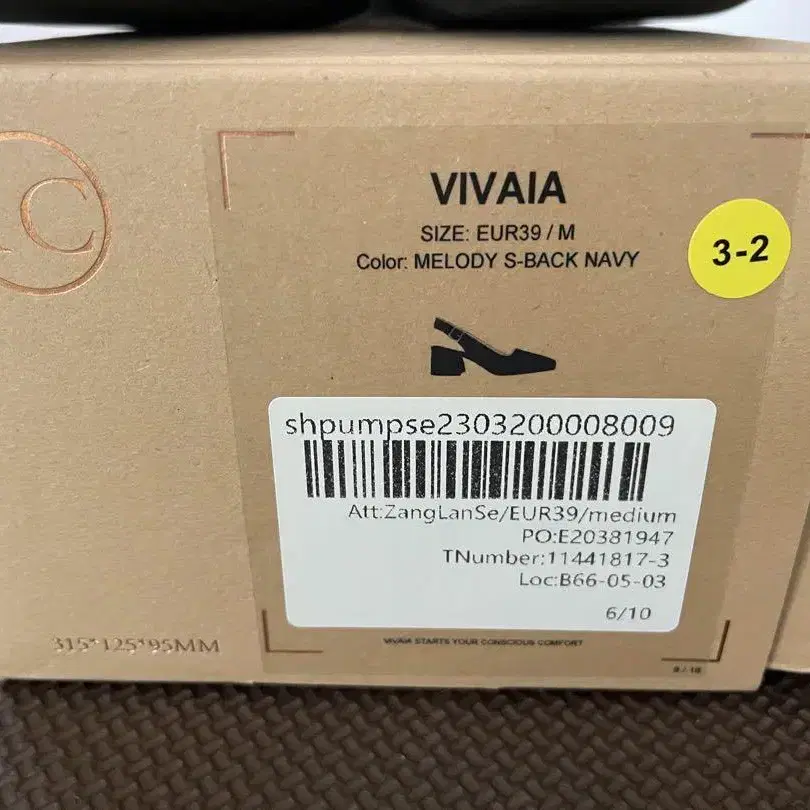 VIVAIA
SIZE: EUR39 / M
Color: MELODY S-BACK NAVY
3-2
shpumpse2303200008009
Att:ZangLanSe/EUR39/medium
PO:E20381947
TNumber:11441817-3
Loc:B66-05-03
6/10
VIVAIA STARTS YOUR CONSCIOUS COMFORT
315*125*95MM